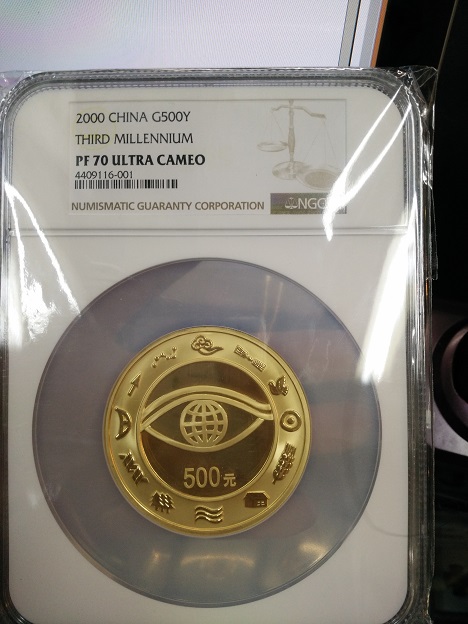 2000 CHINA G500Y
THIRD MILLENNIUM
PF 70 ULTRA CAMEO
4409116-001
NUMISMATIC GUARANTY CORPORATION
NGC
500元